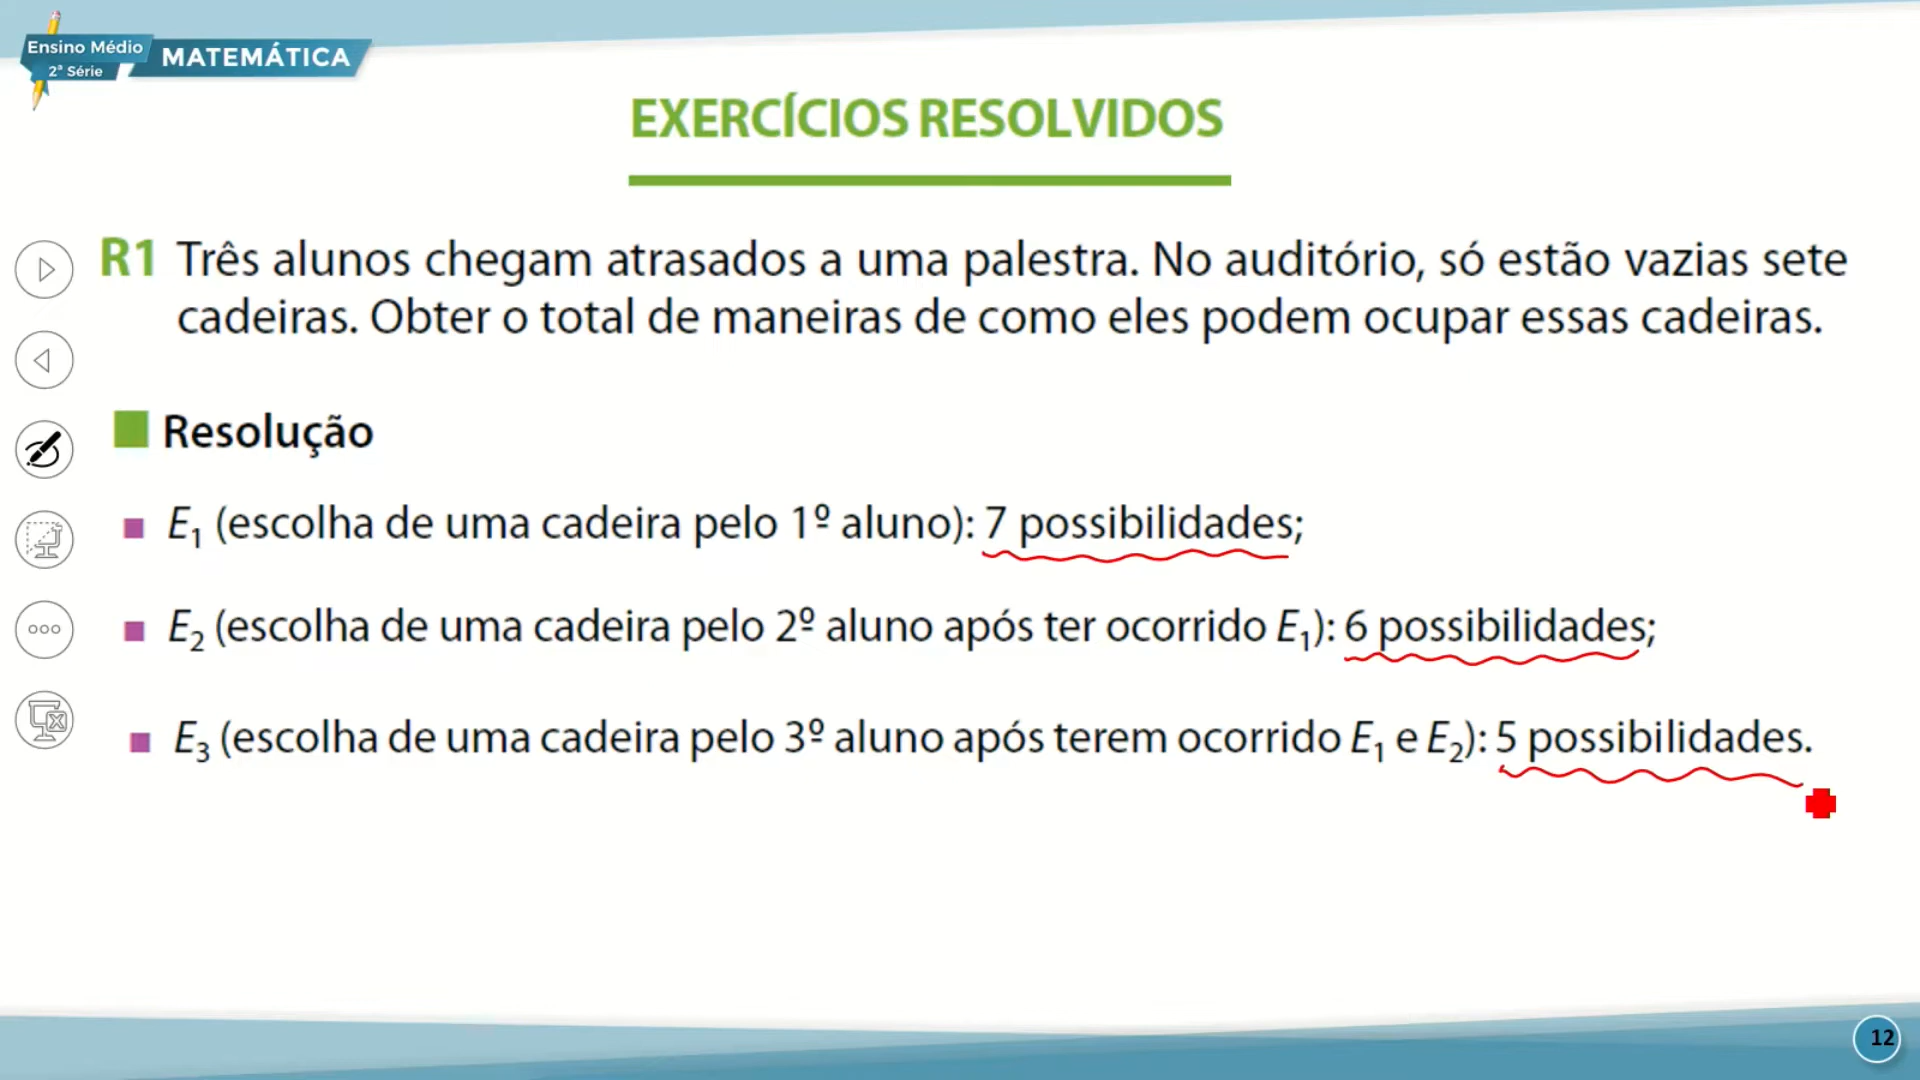 Ensino Médio
2ª Série
MATEMÁTICA
EXERCÍCIOS RESOLVIDOS
R1 Três alunos chegam atrasados a uma palestra. No auditório, só estão vazias sete
cadeiras. Obter o total de maneiras de como eles podem ocupar essas cadeiras.
Resolução
E₁ (escolha de uma cadeira pelo 1º aluno): 7 possibilidades;
E₂ (escolha de uma cadeira pelo 2º aluno após ter ocorrido E₁): 6 possibilidades;
E₃ (escolha de uma cadeira pelo 3º aluno após terem ocorrido E₁ e E₂): 5 possibilidades.
12